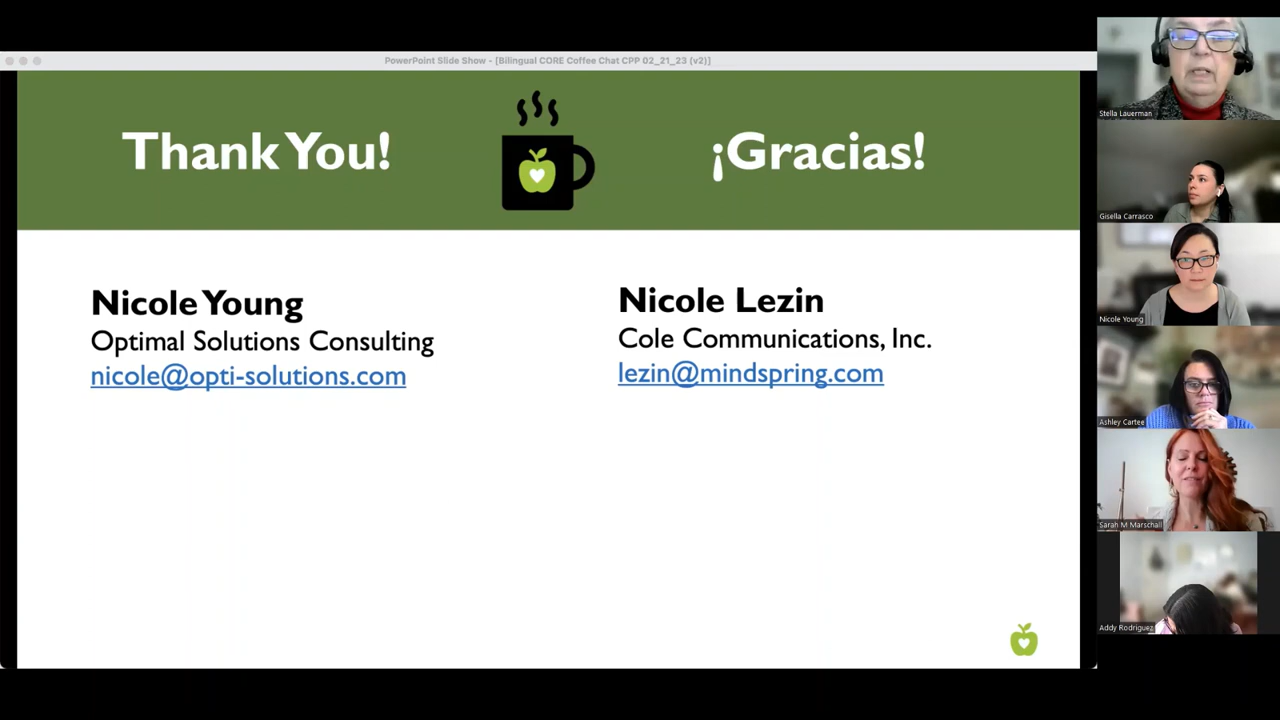 PowerPoint Slide Show - [Bilingual CORE Coffee Chat CPP 02_21_23 (v2)]
Thank You!
¡Gracias!
Nicole Young
Optimal Solutions Consulting
nicole@opti-solutions.com
Nicole Lezin
Cole Communications, Inc.
lezin@mindspring.com
Stella Lauerman
Gisella Carrasco
Nicole Young
Ashley Cartee
Sarah M Marschall
Addy Rodriguez